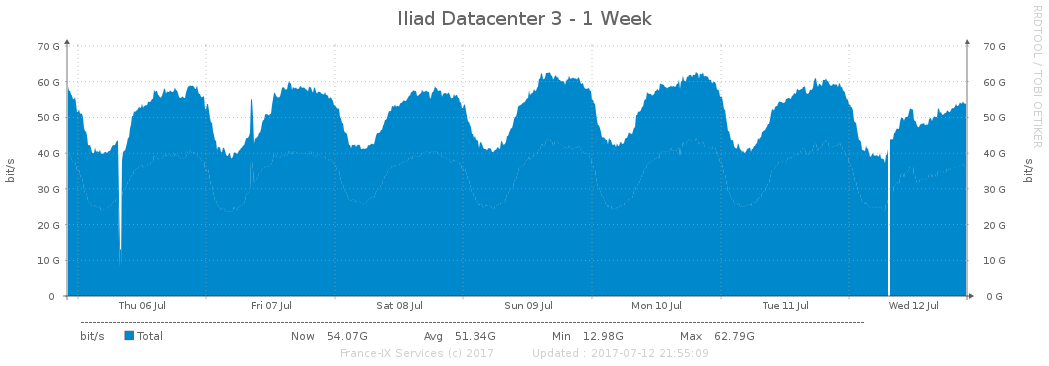 Iliad Datacenter 3 - 1 Week
RRDTOOL / TOBI OETIKER
70 G 70 G
60 G 60 G
50 G 50 G
40 G 40 G
30 G 30 G
20 G 20 G
10 G 10 G
0 0 G
bit/s bit/s
Thu 06 Jul Fri 07 Jul Sat 08 Jul Sun 09 Jul Mon 10 Jul Tue 11 Jul Wed 12 Jul
bit/s Total Now 54.07G Avg 51.34G Min 12.98G Max 62.79G
France-IX Services (c) 2017 Updated : 2017-07-12 21:55:09